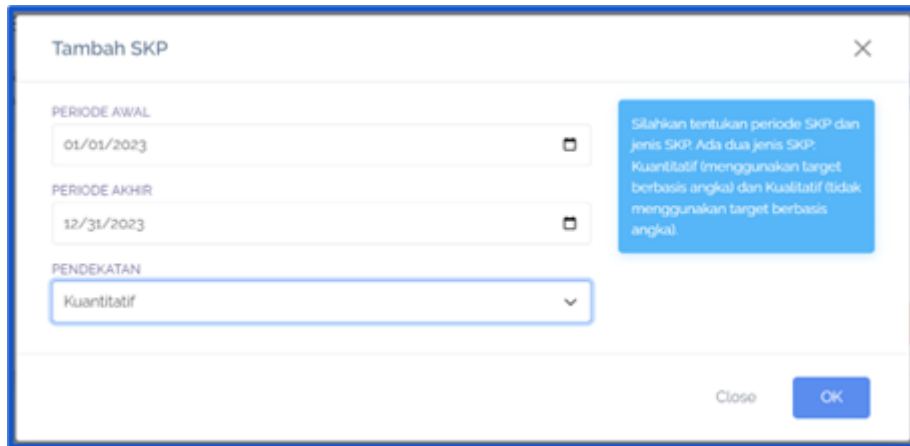 Tambah SKP
PERIODE AWAL
01/01/2023
PERIODE AKHIR
12/31/2023
PENDEKATAN
Kuantitatif
Silahkan tentukan periode SKP dan
jenis SKP. Ada dua jenis SKP:
Kuantitatif (menggunakan target
berbasis angka) dan Kualitatif (tidak
menggunakan target berbasis
angka).
Close
OK